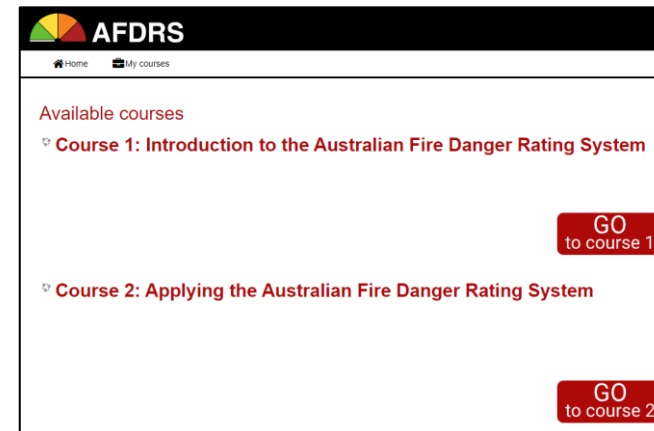 AFDRS
Home My courses
Available courses
Course 1: Introduction to the Australian Fire Danger Rating System
GO
to course 1
Course 2: Applying the Australian Fire Danger Rating System
GO
to course 2